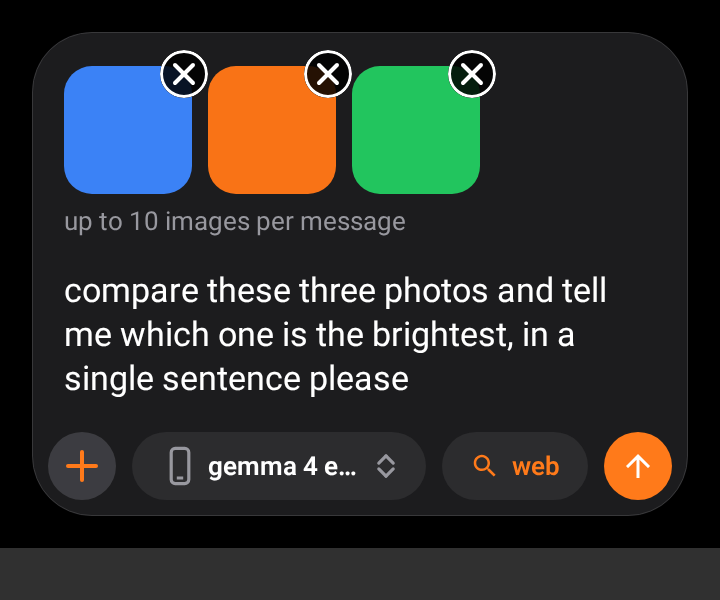 up to 10 images per message
compare these three photos and tell
me which one is the brightest, in a
single sentence please
gemma 4 e...
web